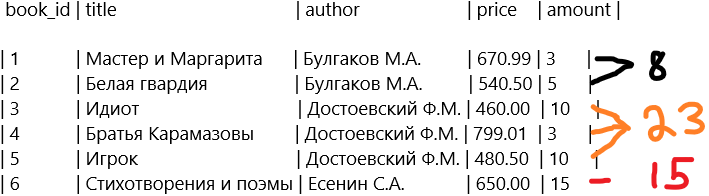 book_id | title | author | price | amount |
| 1 | Мастер и Маргарита | Булгаков М.А. | 670.99 | 3 | > 8
| 2 | Белая гвардия | Булгаков М.А. | 540.50 | 5 |
| 3 | Идиот | Достоевский Ф.М. | 460.00 | 10 |
| 4 | Братья Карамазовы | Достоевский Ф.М. | 799.01 | 3 | > 23
| 5 | Игрок | Достоевский Ф.М. | 480.50 | 10 |
| 6 | Стихотворения и поэмы | Есенин С.А. | 650.00 | 15 - 15